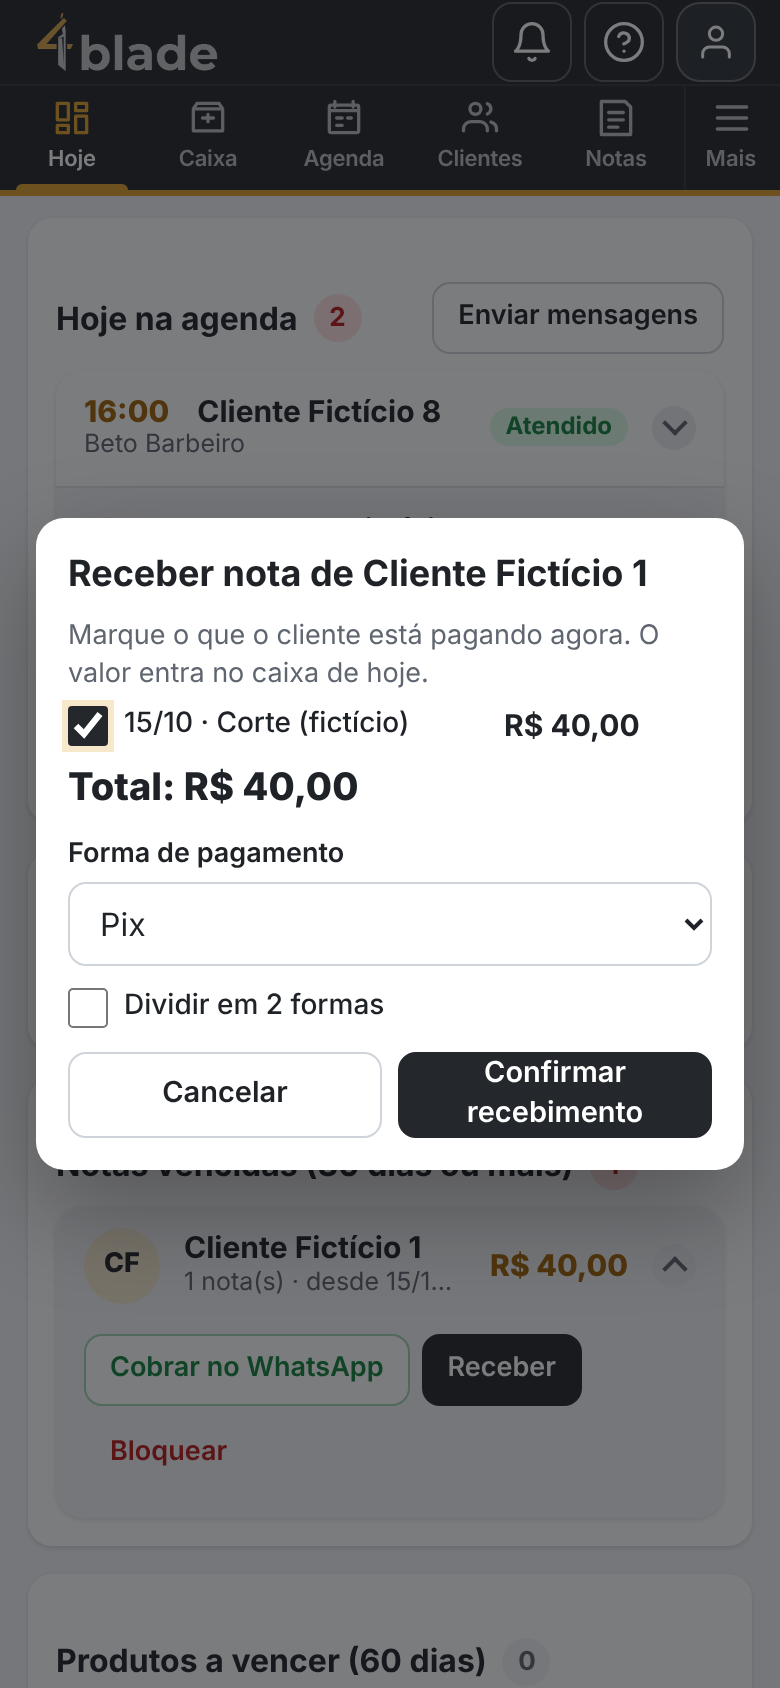 4blade
Hoje
Caixa
Agenda
Clientes
Notas
Mais
Hoje na agenda 2
Enviar mensagens
16:00 Cliente Fictício 8
Beto Barbeiro
Atendido
Receber nota de Cliente Fictício 1
Marque o que o cliente está pagando agora. O
valor entra no caixa de hoje.
15/10 · Corte (fictício) R$ 40,00
Total: R$ 40,00
Forma de pagamento
Pix
Dividir em 2 formas
Cancelar
Confirmar
recebimento
Cliente Fictício 1
CF
1 nota(s) · desde 15/1...
R$ 40,00
Cobrar no WhatsApp
Receber
Bloquear
Produtos a vencer (60 dias) 0